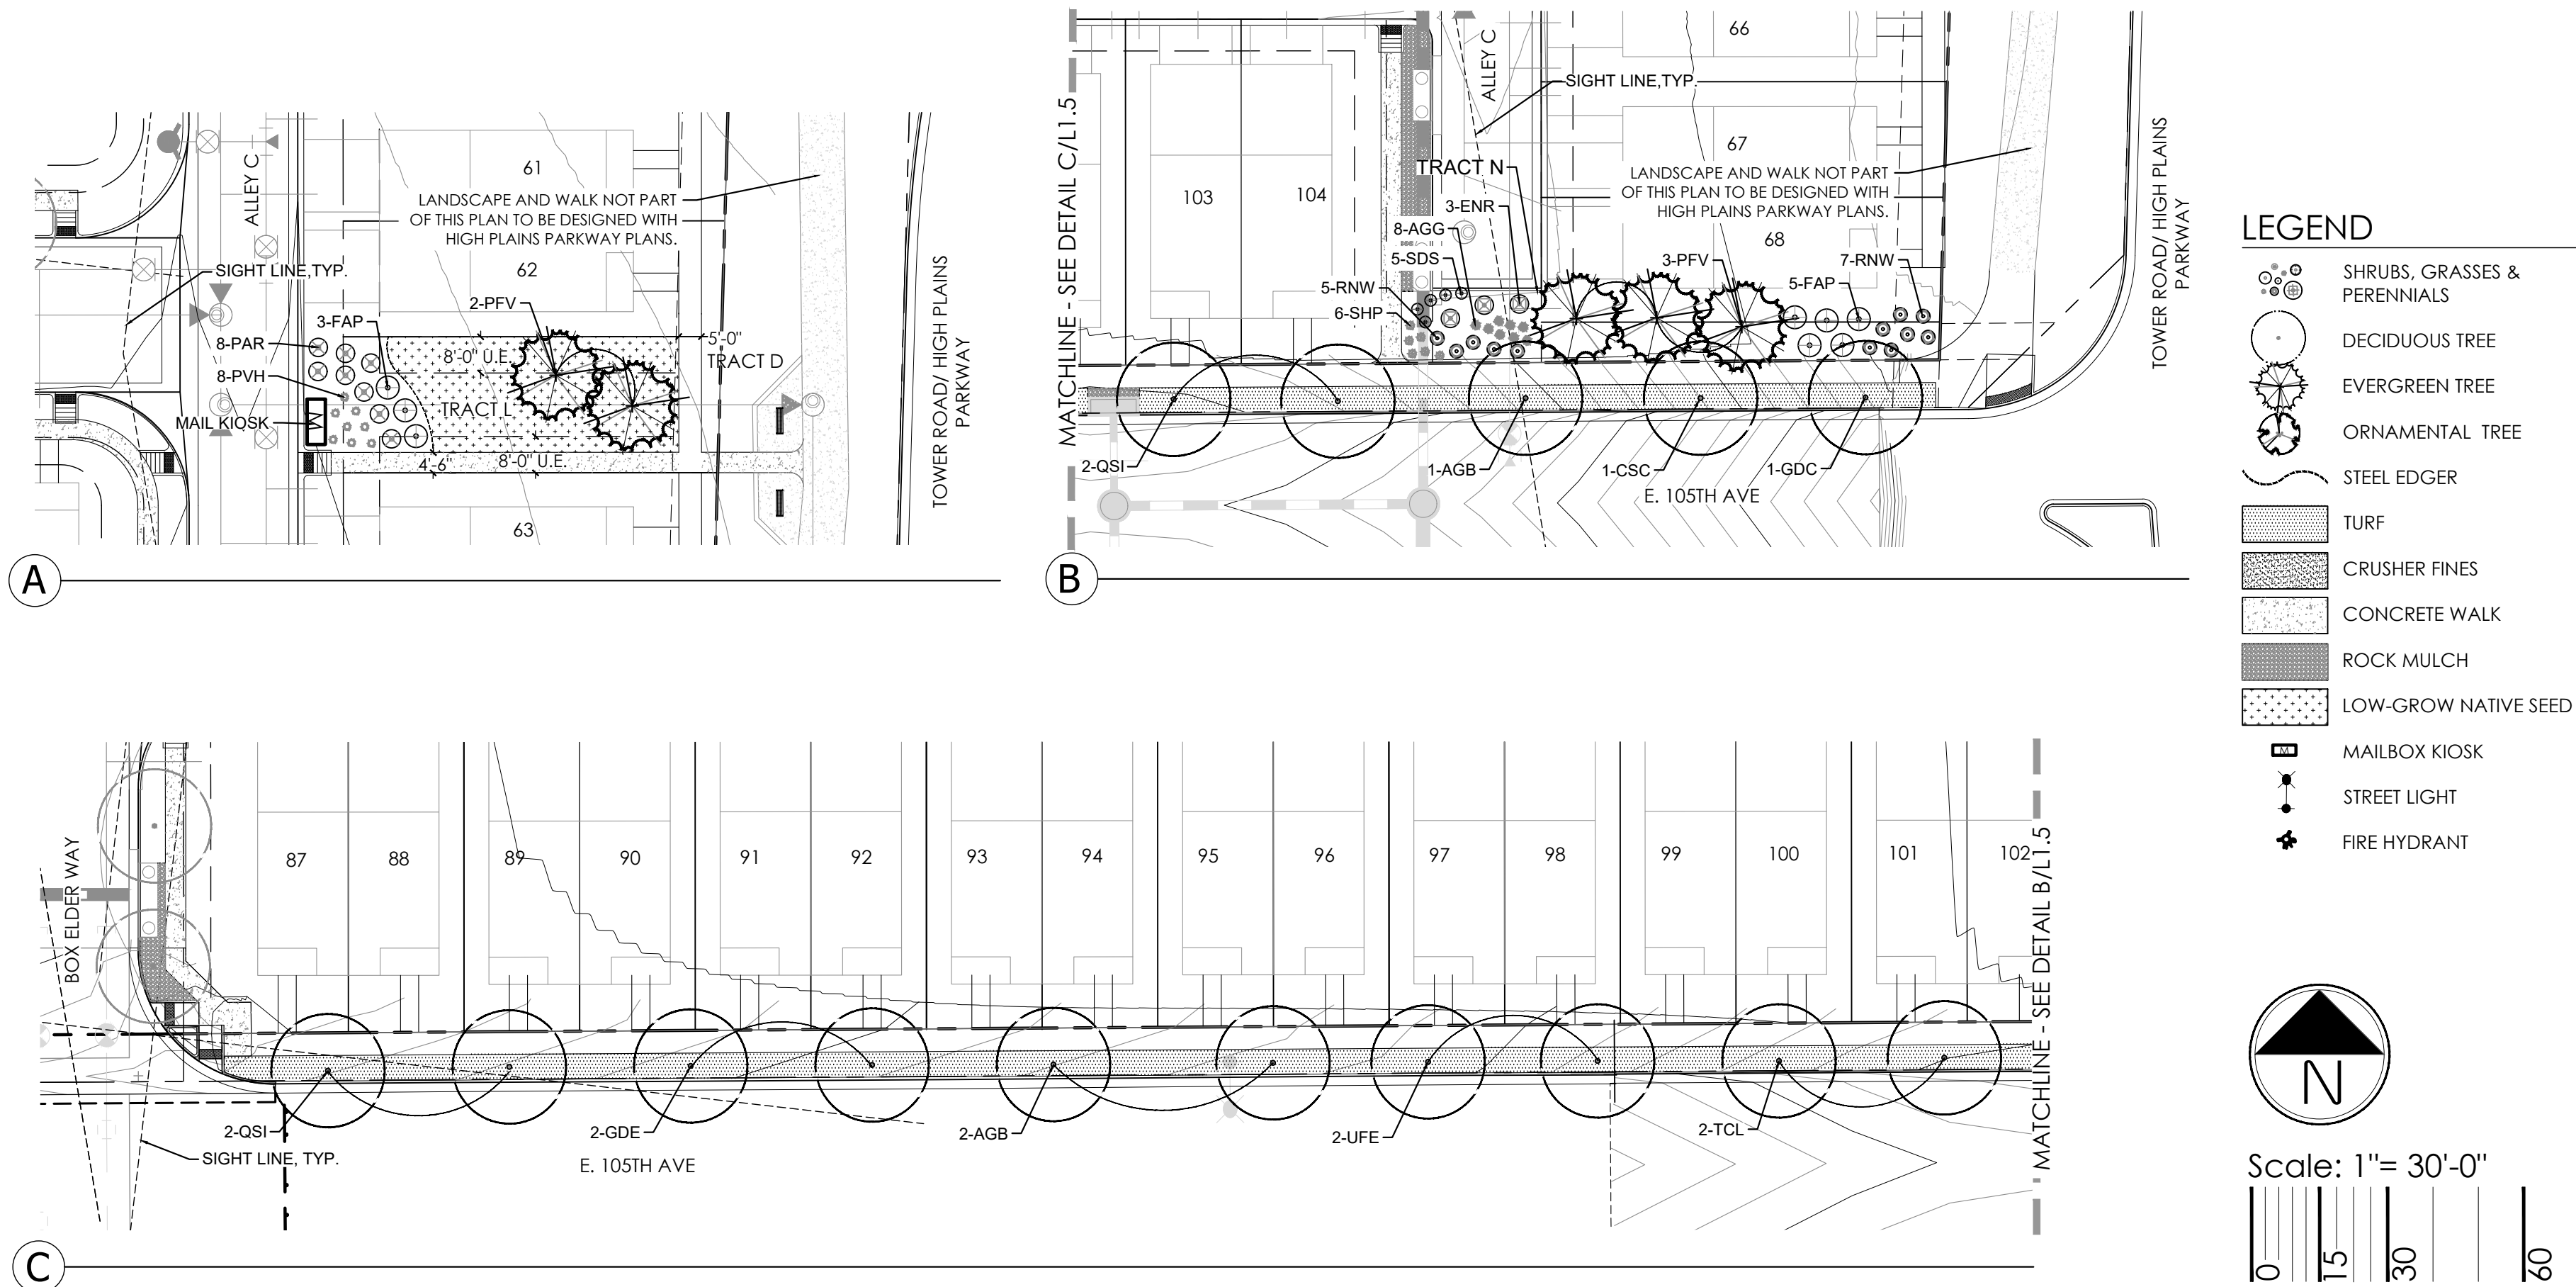 61
LANDSCAPE AND WALK NOT PART
OF THIS PLAN TO BE DESIGNED WITH
HIGH PLAINS PARKWAY PLANS.
ALLEY C
62
SIGHT LINE,TYP.
2-PFV
3-FAP
8-PAR
8'-0" U.E.
5'-0"
TRACT D
8-PVH
TRACT L
MAIL KIOSK
M
4'-6"
8'-0" U.E.
63
TOWER ROAD/ HIGH PLAINS
PARKWAY
A
MATCHLINE - SEE DETAIL C/L1.5
103
104
ALLEY C
66
SIGHT LINE,TYP.
67
TRACT N
LANDSCAPE AND WALK NOT PART
OF THIS PLAN TO BE DESIGNED WITH
HIGH PLAINS PARKWAY PLANS.
3-ENR
8-AGG
68
5-SDS
3-PFV
7-RNW
5-RNW
5-FAP
6-SHP
2-QSI
1-AGB
1-CSC
1-GDC
E. 105TH AVE
TOWER ROAD/ HIGH PLAINS
PARKWAY
B
BOX ELDER WAY
87
88
89
90
91
92
93
94
95
96
97
98
99
100
101
102
MATCHLINE - SEE DETAIL B/L1.5
2-QSI
2-GDE
2-AGB
2-UFE
2-TCL
SIGHT LINE, TYP.
E. 105TH AVE
C
LEGEND
SHRUBS, GRASSES &
PERENNIALS
DECIDUOUS TREE
EVERGREEN TREE
ORNAMENTAL TREE
STEEL EDGER
TURF
CRUSHER FINES
CONCRETE WALK
ROCK MULCH
LOW-GROW NATIVE SEED
M
MAILBOX KIOSK
STREET LIGHT
FIRE HYDRANT
N
Scale: 1"= 30'-0"
0
15
30
60